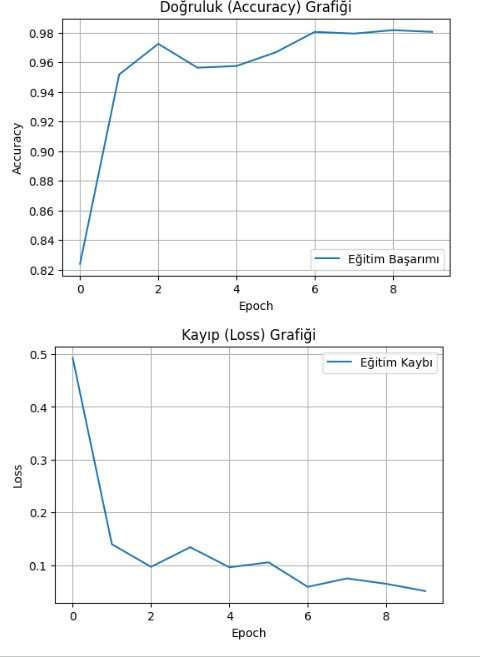 Doğruluk (Accuracy) Grafiği
0.98
0.96
0.94
0.92
0.90
0.88
0.86
0.84
0.82
Accuracy
Eğitim Başarımı
0 2 4 6 8
Epoch
Kayıp (Loss) Grafiği
0.5
0.4
0.3
0.2
0.1
Loss
Eğitim Kaybı
0 2 4 6 8
Epoch